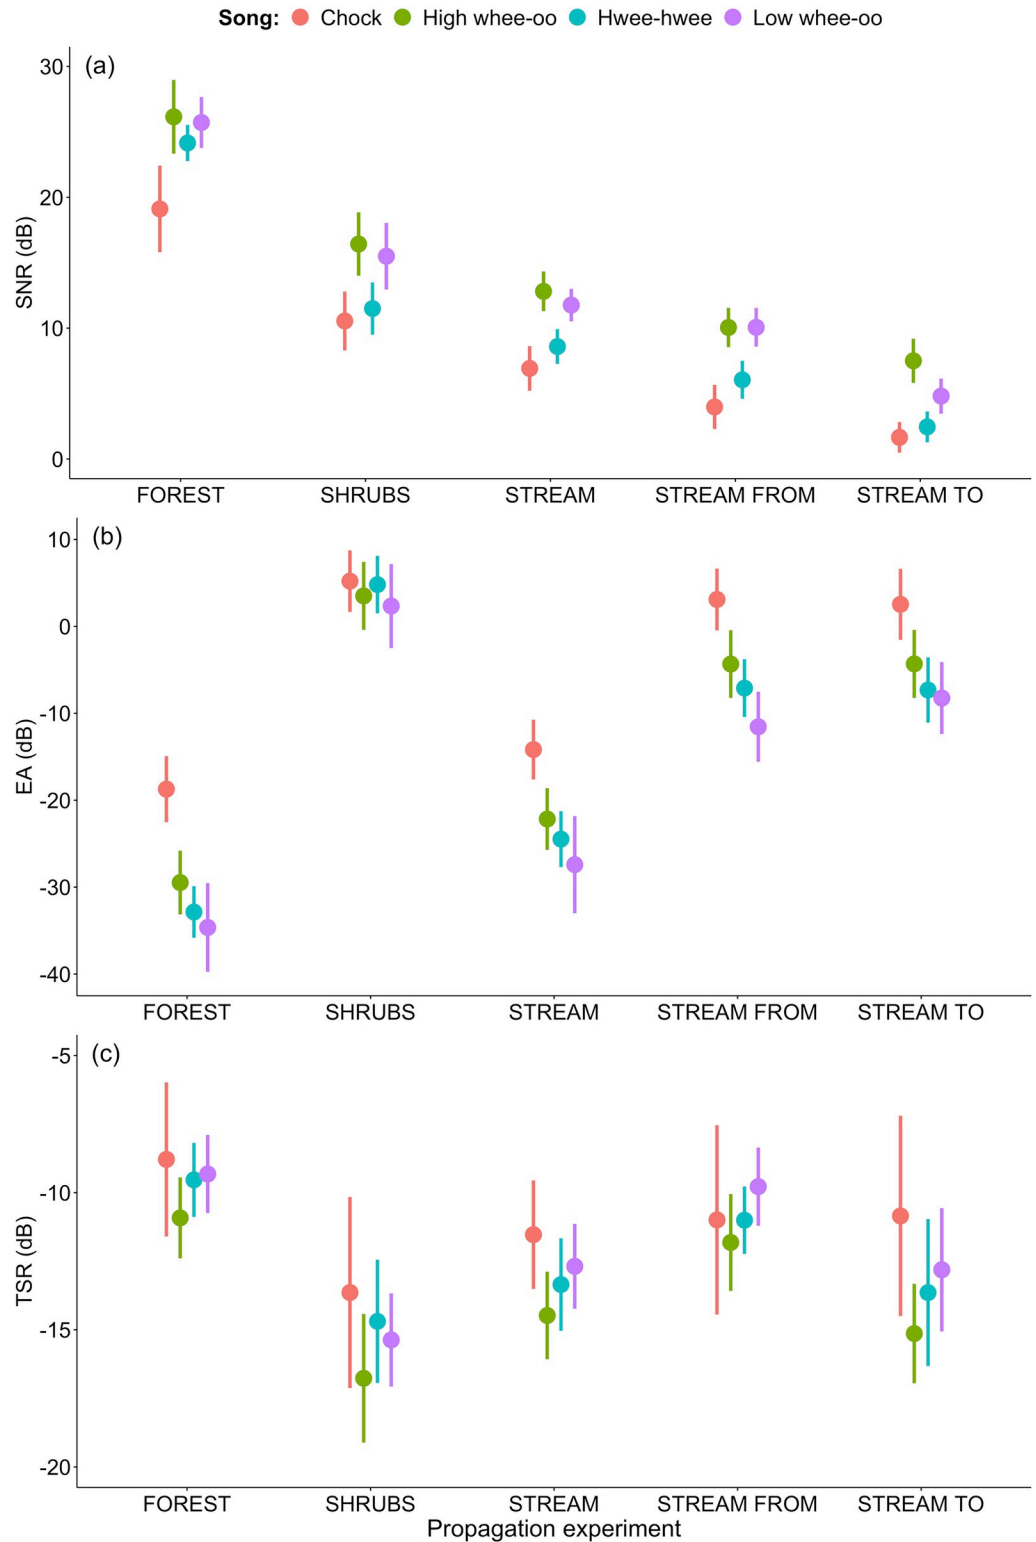 Song: Chock High whee-oo Hwee-hwee Low whee-oo
(a)
30
20
10
0
SNR (dB)
FOREST SHRUBS STREAM STREAM FROM STREAM TO
(b)
10
0
-10
-20
-30
-40
EA (dB)
FOREST SHRUBS STREAM STREAM FROM STREAM TO
(c)
-5
-10
-15
-20
TSR (dB)
FOREST SHRUBS STREAM STREAM FROM STREAM TO
Propagation experiment